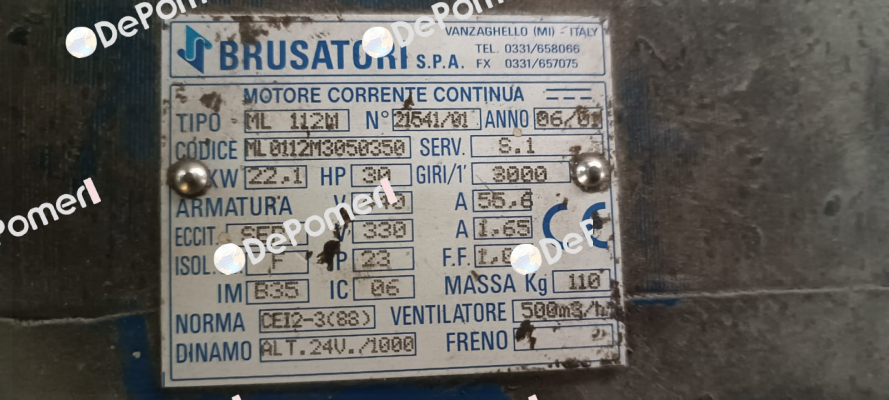 DePomerI
DePomerI
VANZAGHELLO (MI) - ITALY
BRUSATORI S.P.A.
TEL. 0331/658066
FX 0331/657075
MOTORE CORRENTE CONTINUA
TIPO ML 112M N° 21541/01 ANNO 06/01
CODICE ML0112M3050350 SERV. S.1
KW 22.1 HP 30 GIRI/1' 3000
ARMATURA V A 55,6
ECCIT. V 330 A 1,65
ISOL. F IP 23 F.F.
IM B35 IC 06 MASSA Kg 110
NORMA CEI2-3(88) VENTILATORE 500m3/h
DINAMO ALT.24V./1000 FRENO
CE
DePomerI
DePomerI
DePomerI